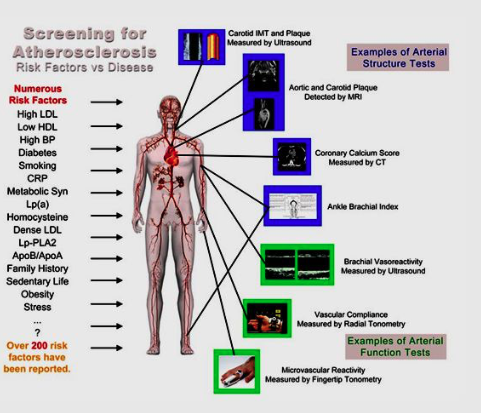 Screening for
Atherosclerosis
Risk Factors vs Disease
Numerous
Risk Factors
High LDL
Low HDL
High BP
Diabetes
Smoking
CRP
Metabolic Syn
Lp(a)
Homocysteine
Dense LDL
Lp-PLA2
ApoB/ApoA
Family History
Sedentary Life
Obesity
Stress
...
?
Over 200 risk
factors have
been reported.
Carotid IMT and Plaque
Measured by Ultrasound
Examples of Arterial
Structure Tests
Aortic and Carotid Plaque
Detected by MRI
Coronary Calcium Score
Measured by CT
Ankle Brachial Index
Brachial Vasoreactivity
Measured by Ultrasound
Vascular Compliance
Measured by Radial Tonometry
Examples of Arterial
Function Tests
Microvascular Reactivity
Measured by Fingertip Tonometry